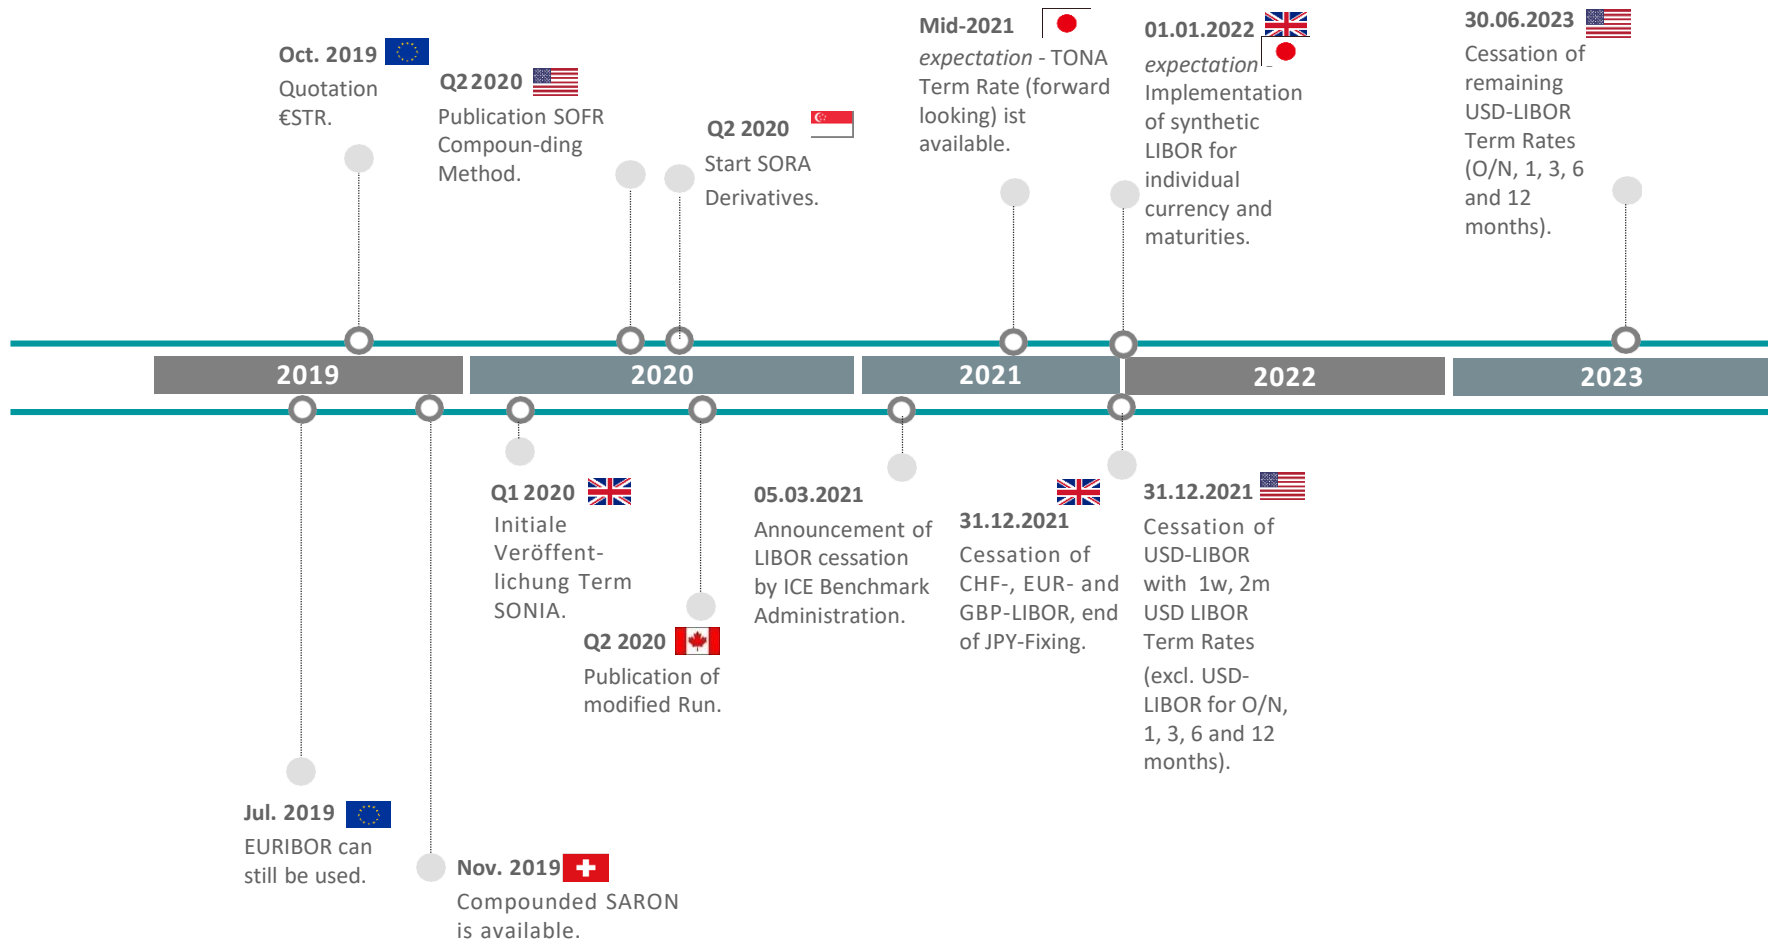 Oct. 2019
Quotation
€STR.
Q2 2020
Publication SOFR
Compoun-ding
Method.
Q2 2020
Start SORA
Derivatives.
Mid-2021
expectation - TONA
Term Rate (forward
looking) ist
available.
01.01.2022
expectation -
Implementation
of synthetic
LIBOR for
individual
currency and
maturities.
30.06.2023
Cessation of
remaining
USD-LIBOR
Term Rates
(O/N, 1, 3, 6
and 12
months).
2019
2020
2021
2022
2023
Jul. 2019
EURIBOR can
still be used.
Nov. 2019
Compounded SARON
is available.
Q1 2020
Initiale
Veröffent-
lichung Term
SONIA.
Q2 2020
Publication of
modified Run.
05.03.2021
Announcement of
LIBOR cessation
by ICE Benchmark
Administration.
31.12.2021
Cessation of
CHF-, EUR- and
GBP-LIBOR, end
of JPY-Fixing.
31.12.2021
Cessation of
USD-LIBOR
with 1w, 2m
USD LIBOR
Term Rates
(excl. USD-
LIBOR for O/N,
1, 3, 6 and 12
months).